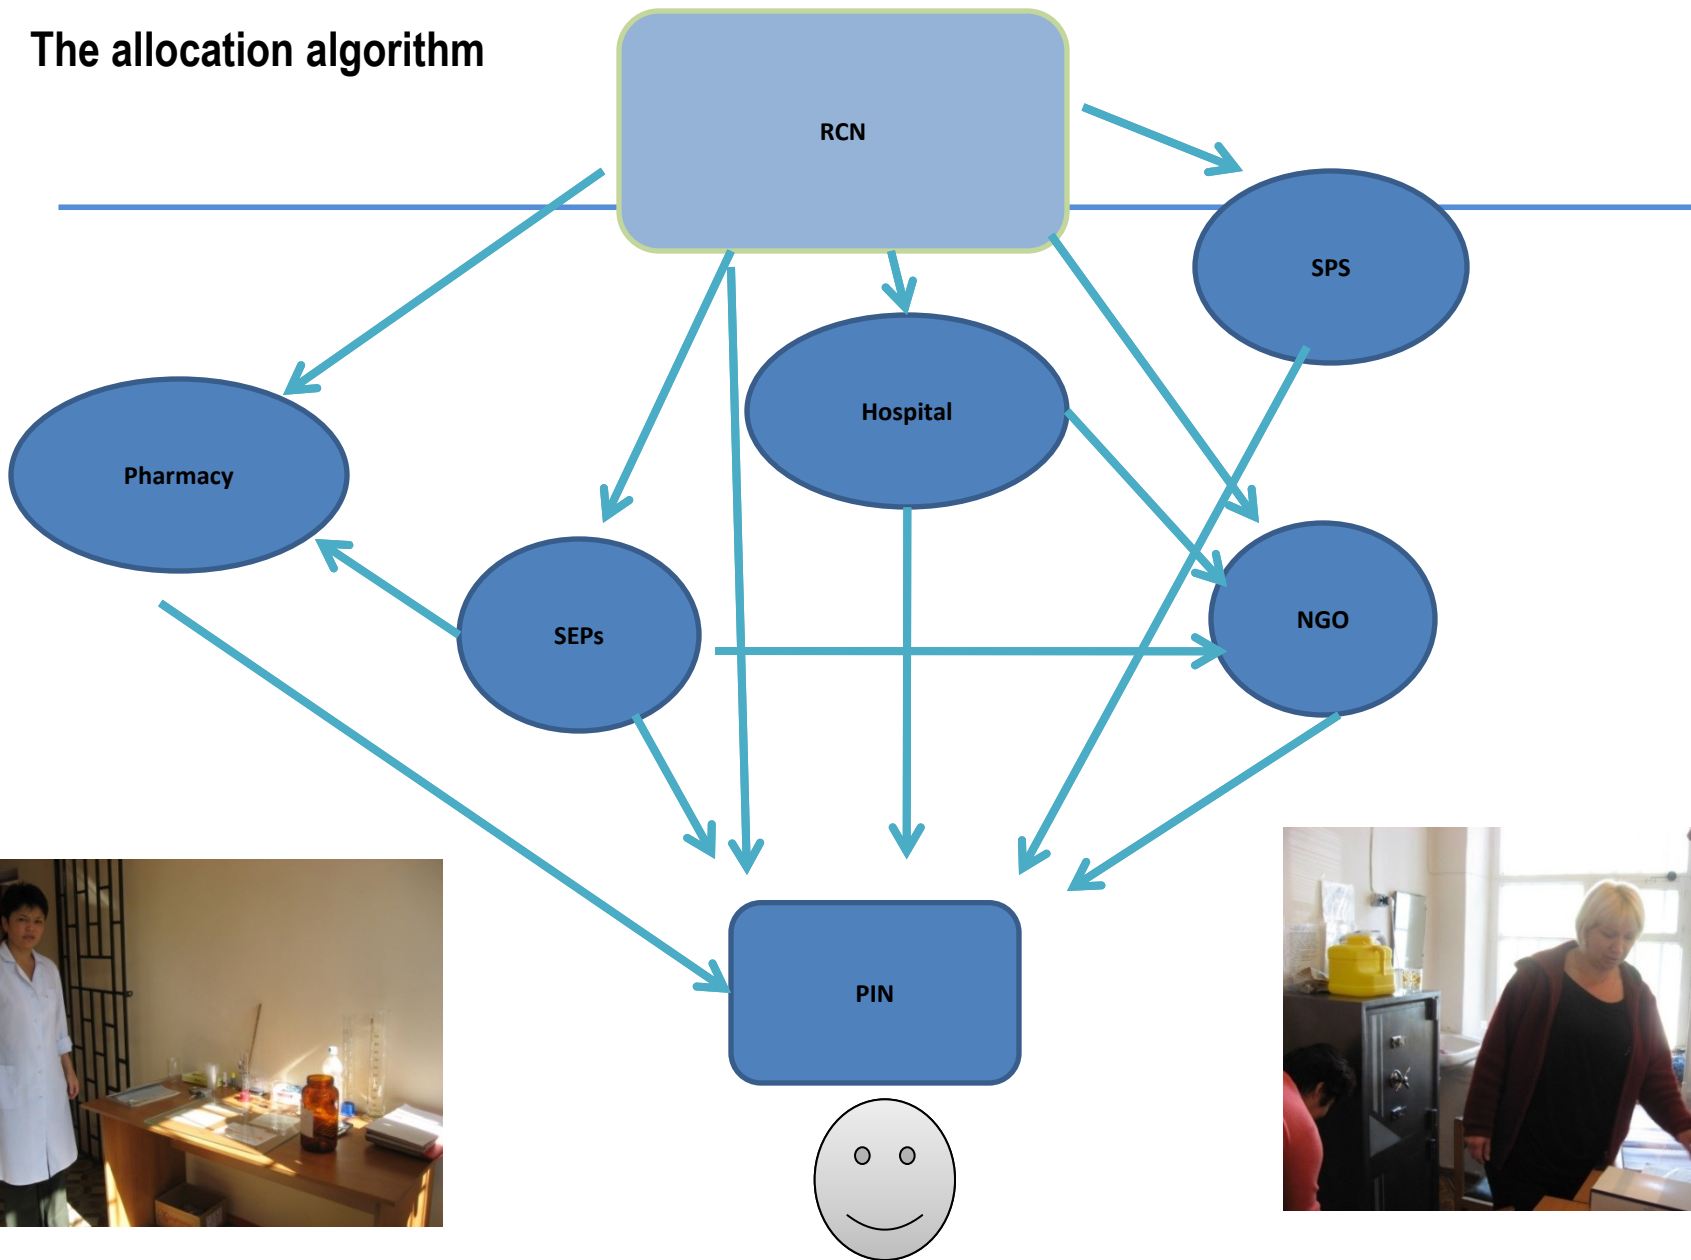 The allocation algorithm
RCN
SPS
Hospital
Pharmacy
SEPs
NGO
PIN